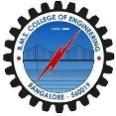 B.M.S. COLLEGE OF ENGINEERING
BANGALORE - 560019